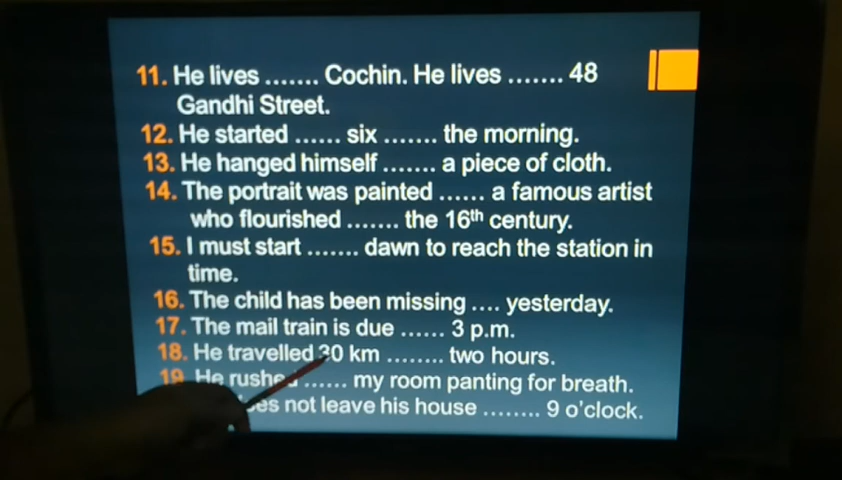 11. He lives ....... Cochin. He lives ....... 48
Gandhi Street.
12. He started ...... six ....... the morning.
13. He hanged himself ....... a piece of cloth.
14. The portrait was painted ...... a famous artist
who flourished ....... the 16th century.
15. I must start ....... dawn to reach the station in
time.
16. The child has been missing .... yesterday.
17. The mail train is due ...... 3 p.m.
18. He travelled 30 km ........ two hours.
19. He rushed ...... my room panting for breath.
not leave his house ........ 9 o'clock.